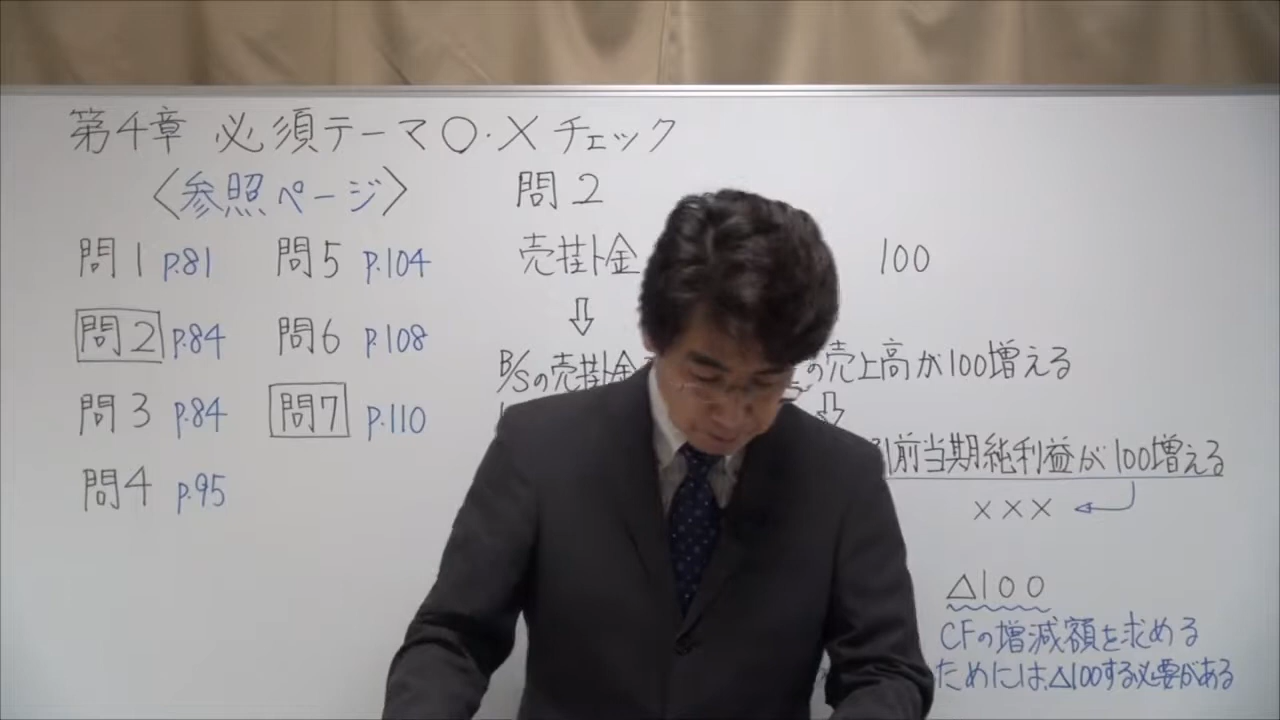 第4章 必須テーマ〇・×チェック
〈参照ページ〉
問1 p.81
問2 p.84
問3 p.84
問4 p.95
問5 p.104
問6 p.108
問7 p.110
問2
売掛金 100
⇩
B/Sの売掛金 の売上高が100増える
⇩
前当期純利益が100増える
×××
△100
CFの増減額を求める
ためには、△100する必要がある